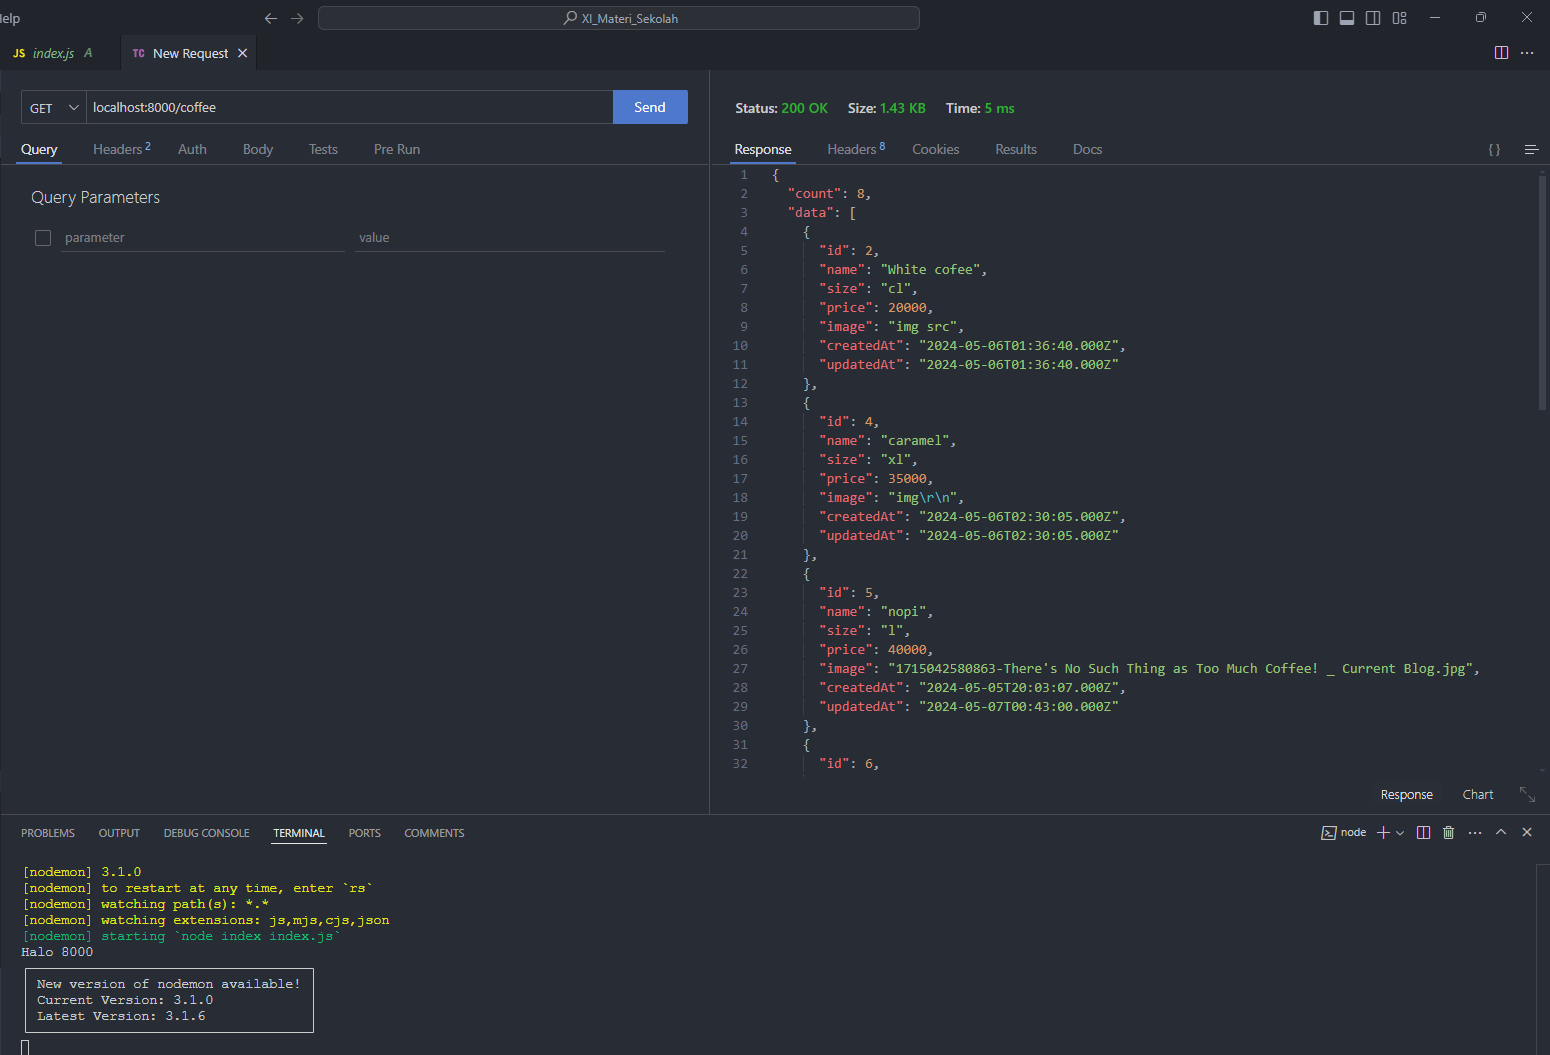 Help
XI_Materi_Sekolah
JS index.js A
TC New Request
GET localhost:8000/coffee Send
Query Headers 2 Auth Body Tests Pre Run
Query Parameters
parameter value
Status: 200 OK Size: 1.43 KB Time: 5 ms
Response Headers 8 Cookies Results Docs {}
1 {
2 "count": 8,
3 "data": [
4 {
5 "id": 2,
6 "name": "White cofee",
7 "size": "cl",
8 "price": 20000,
9 "image": "img src",
10 "createdAt": "2024-05-06T01:36:40.000Z",
11 "updatedAt": "2024-05-06T01:36:40.000Z"
12 },
13 {
14 "id": 4,
15 "name": "caramel",
16 "size": "xl",
17 "price": 35000,
18 "image": "img\r\n",
19 "createdAt": "2024-05-06T02:30:05.000Z",
20 "updatedAt": "2024-05-06T02:30:05.000Z"
21 },
22 {
23 "id": 5,
24 "name": "nopi",
25 "size": "l",
26 "price": 40000,
27 "image": "1715042580863-There's No Such Thing as Too Much Coffee! _ Current Blog.jpg",
28 "createdAt": "2024-05-05T20:03:07.000Z",
29 "updatedAt": "2024-05-07T00:43:00.000Z"
30 },
31 {
32 "id": 6,
Response Chart
PROBLEMS OUTPUT DEBUG CONSOLE TERMINAL PORTS COMMENTS
node
[nodemon] 3.1.0
[nodemon] to restart at any time, enter `rs`
[nodemon] watching path(s): *.*
[nodemon] watching extensions: js,mjs,cjs,json
[nodemon] starting `node index index.js`
Halo 8000
New version of nodemon available!
Current Version: 3.1.0
Latest Version: 3.1.6